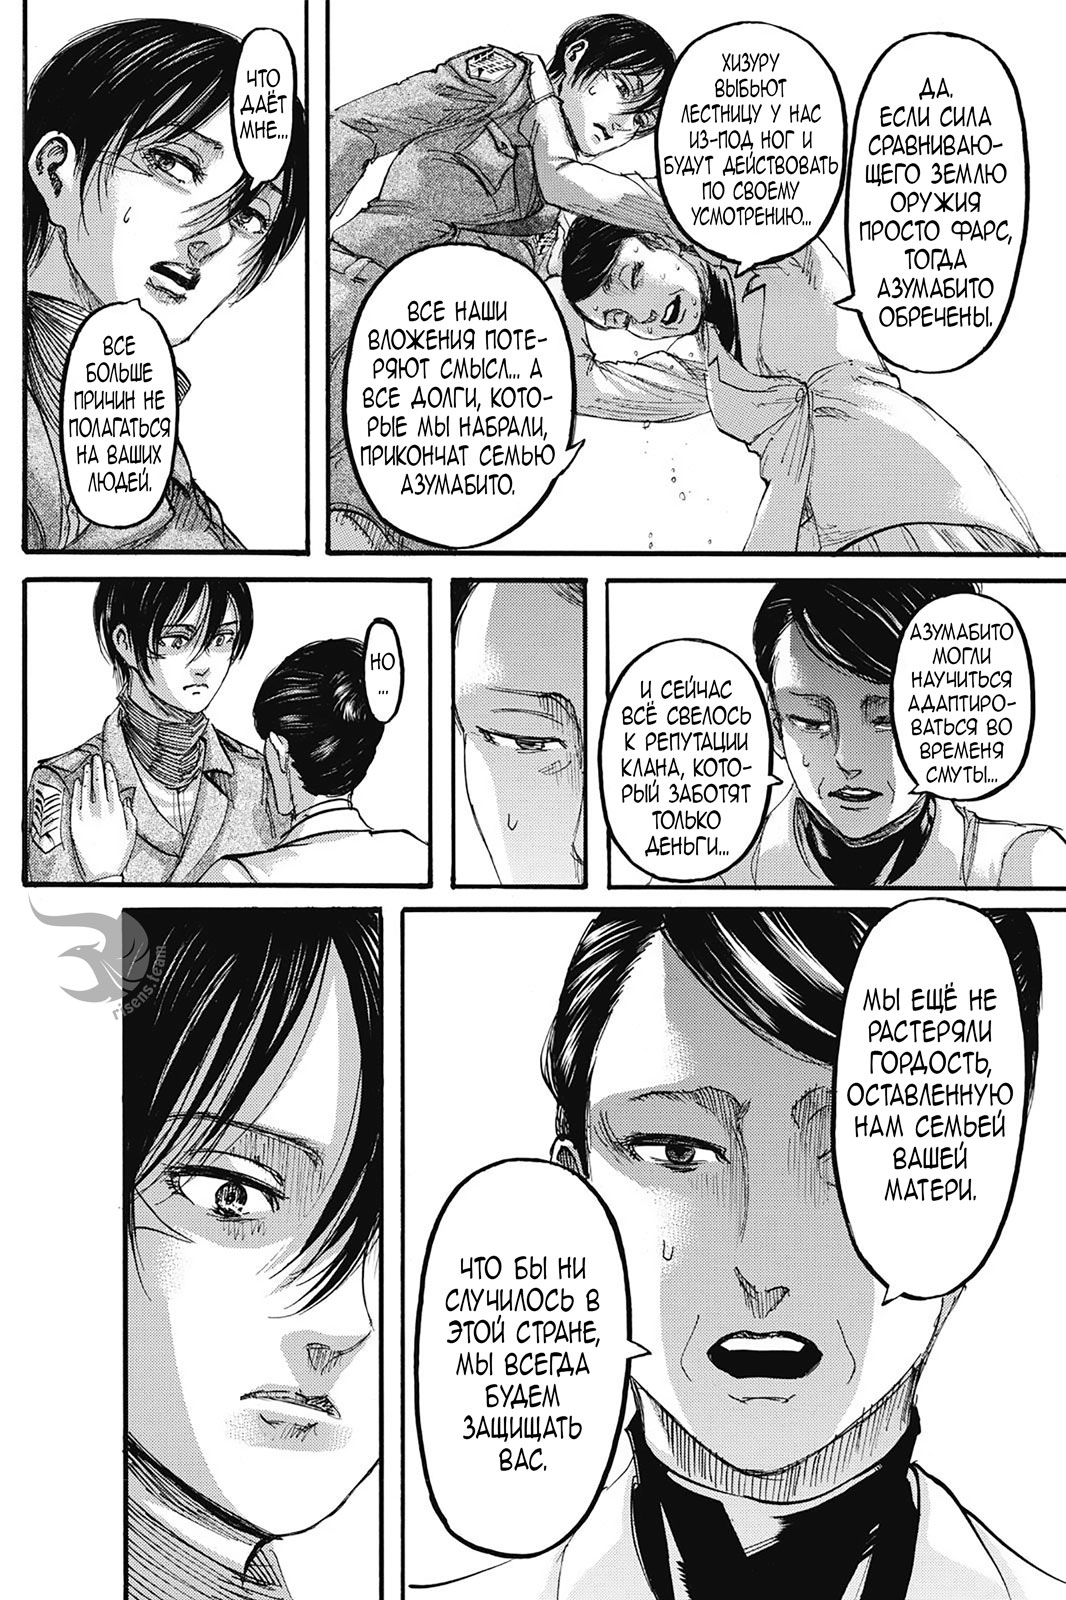 ДА.
ЕСЛИ СИЛА
СРАВНИВАЮ-
ЩЕГО ЗЕМЛЮ
ОРУЖИЯ
ПРОСТО ФАРС,
ТОГДА
АЗУМАБИТО
ОБРЕЧЕНЫ.
ХИЗУРУ
ВЫБЬЮТ
ЛЕСТНИЦУ У НАС
ИЗ-ПОД НОГ И
БУДУТ ДЕЙСТВОВАТЬ
ПО СВОЕМУ
УСМОТРЕНИЮ...
ВСЕ НАШИ
ВЛОЖЕНИЯ ПОТЕ-
РЯЮТ СМЫСЛ... А
ВСЕ ДОЛГИ, КОТО-
РЫЕ МЫ НАБРАЛИ,
ПРИКОНЧАТ СЕМЬЮ
АЗУМАБИТО.
ЧТО
ДАЁТ
МНЕ...
ВСЕ
БОЛЬШЕ
ПРИЧИН НЕ
ПОЛАГАТЬСЯ
НА ВАШИХ
ЛЮДЕЙ.
АЗУМАБИТО
МОГЛИ
НАУЧИТЬСЯ
АДАПТИРО-
ВАТЬСЯ ВО
ВРЕМЕНЯ
СМУТЫ...
И СЕЙЧАС
ВСЁ СВЕЛОСЬ
К РЕПУТАЦИИ
КЛАНА, КОТО-
РЫЙ ЗАБОТЯТ
ТОЛЬКО
ДЕНЬГИ...
НО
...
МЫ ЕЩЁ НЕ
РАСТЕРЯЛИ
ГОРДОСТЬ,
ОСТАВЛЕННУЮ
НАМ СЕМЬЕЙ
ВАШЕЙ
МАТЕРИ.
ЧТО БЫ НИ
СЛУЧИЛОСЬ В
ЭТОЙ СТРАНЕ,
МЫ ВСЕГДА
БУДЕМ
ЗАЩИЩАТЬ
ВАС.
risens.team